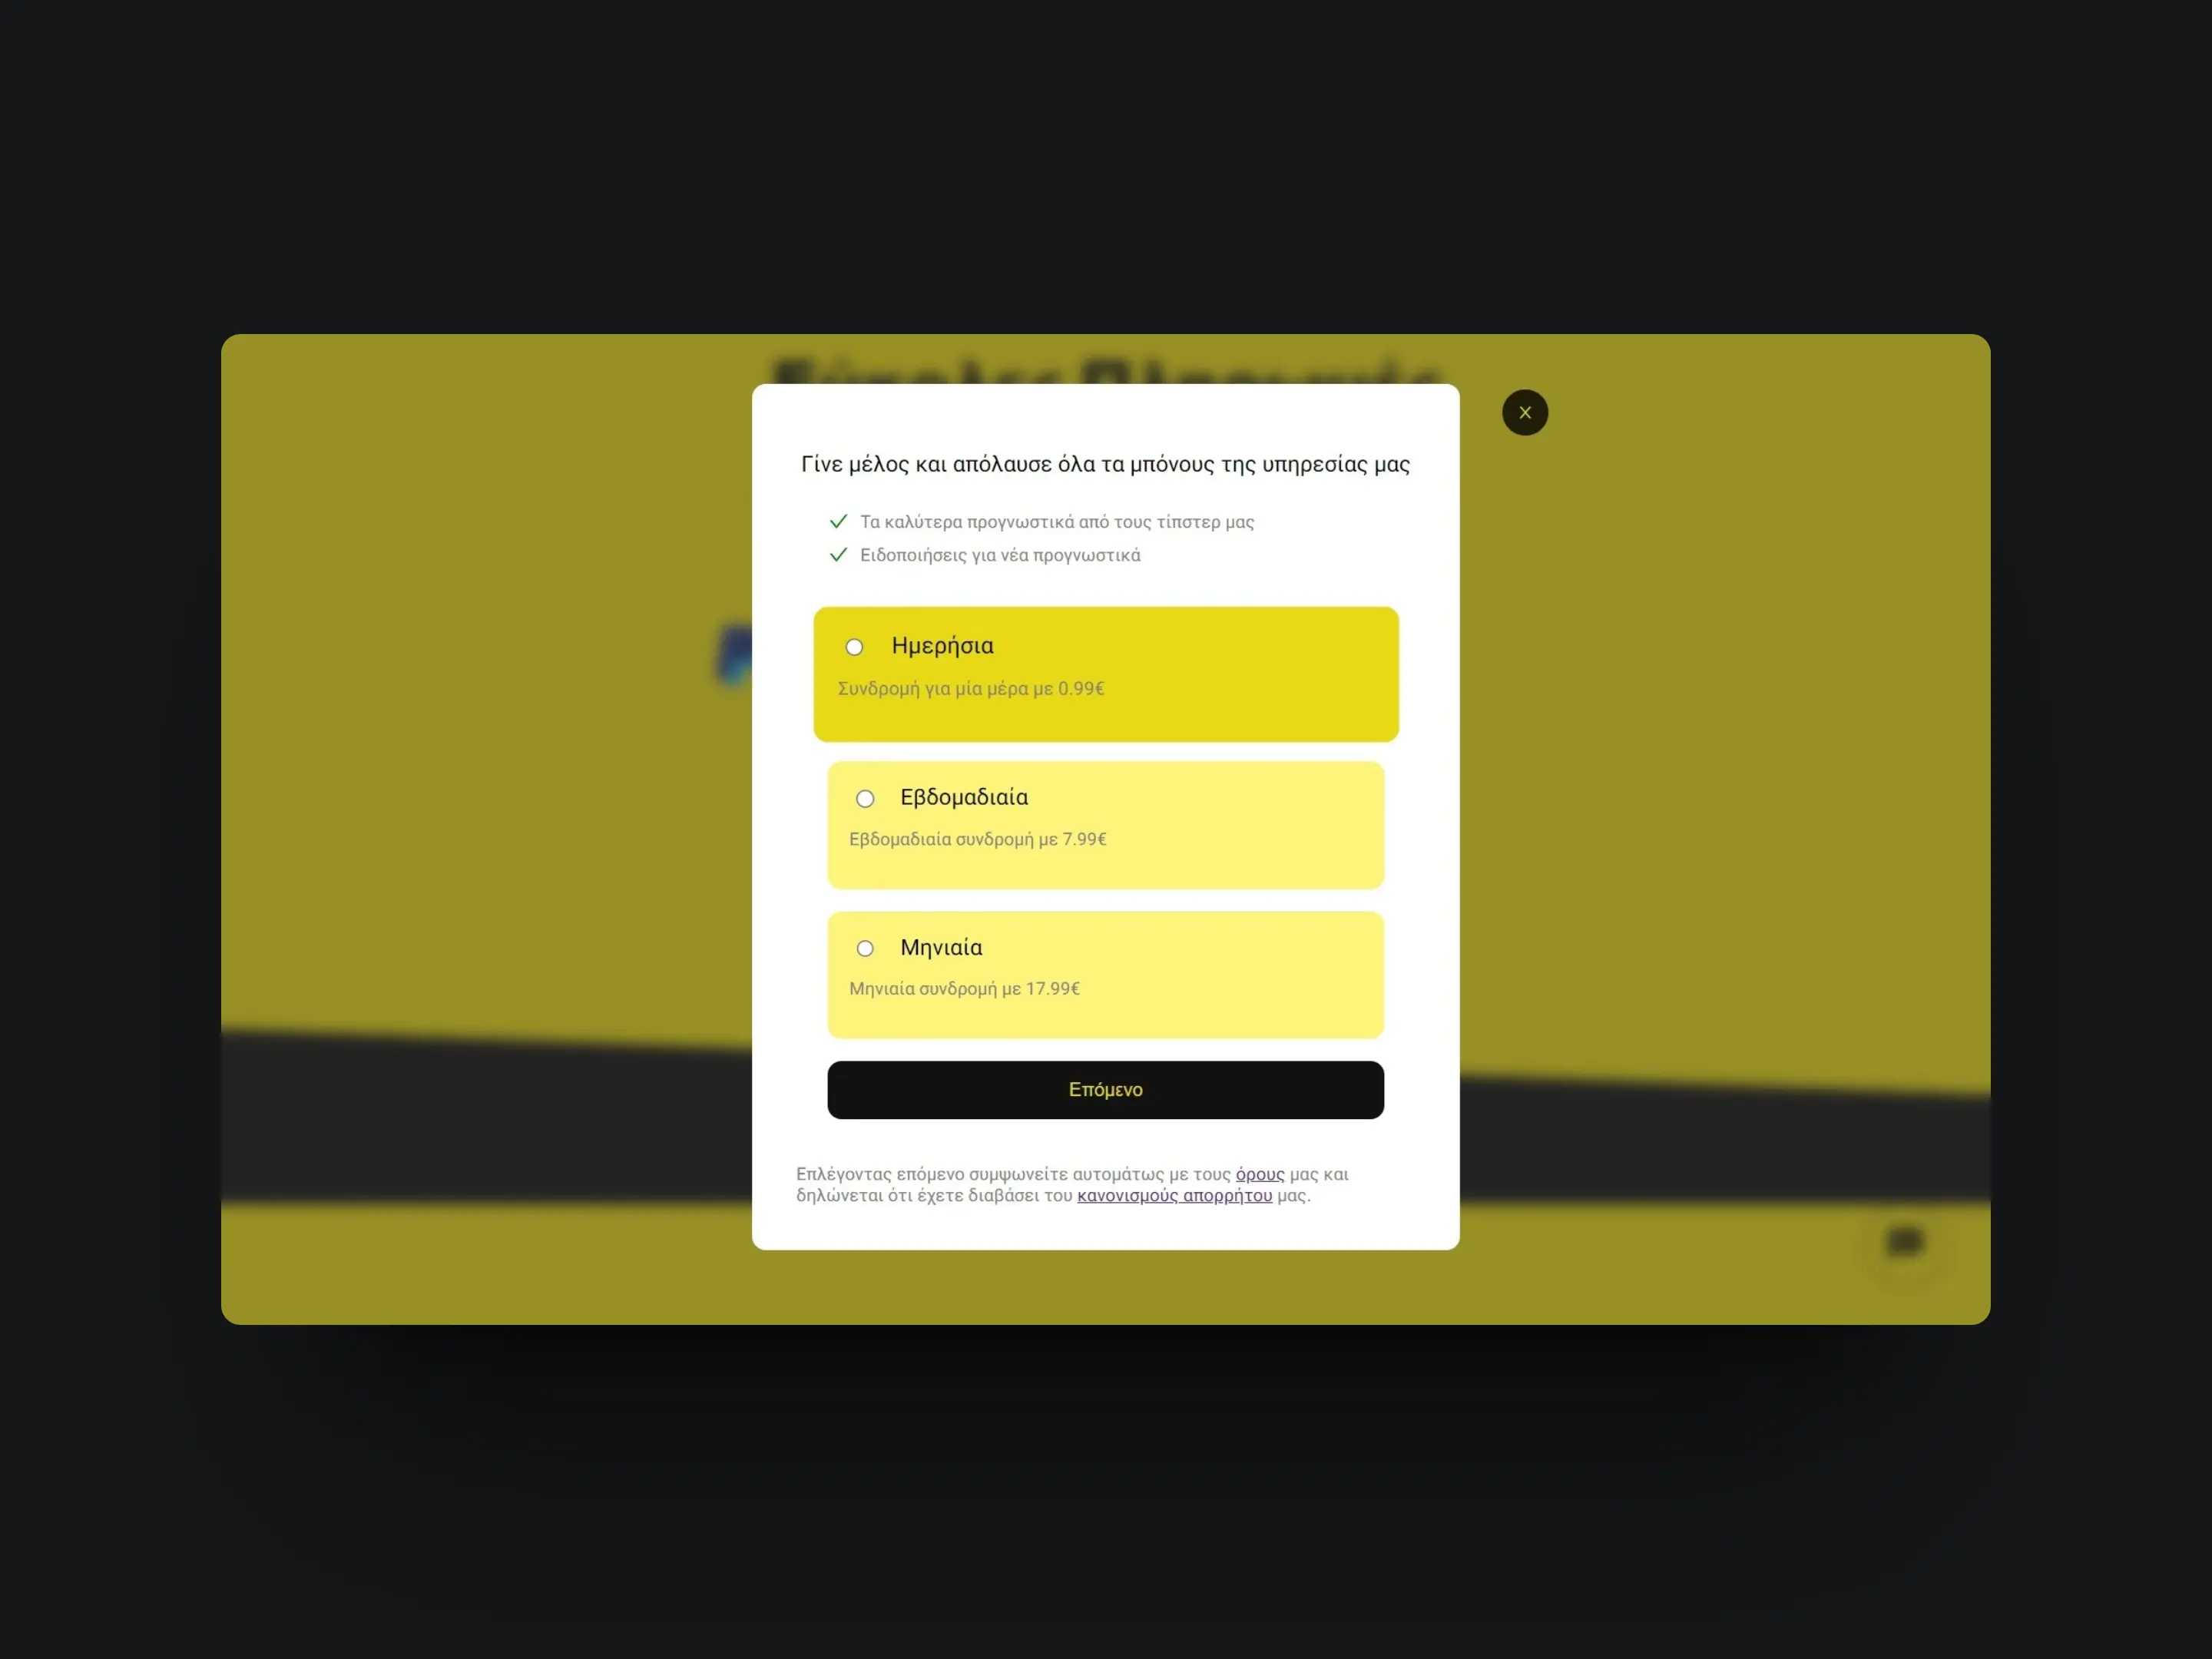 x
Γίνε μέλος και απόλαυσε όλα τα μπόνους της υπηρεσίας μας
Τα καλύτερα προγνωστικά από τους τίπστερ μας
Ειδοποιήσεις για νέα προγνωστικά
Ημερήσια
Συνδρομή για μία μέρα με 0.99€
Εβδομαδιαία
Εβδομαδιαία συνδρομή με 7.99€
Μηνιαία
Μηνιαία συνδρομή με 17.99€
Επόμενο
Επλέγοντας επόμενο συμψωνείτε αυτομάτως με τους όρους μας και
δηλώνεται ότι έχετε διαβάσει του κανονισμούς απορρήτου μας.